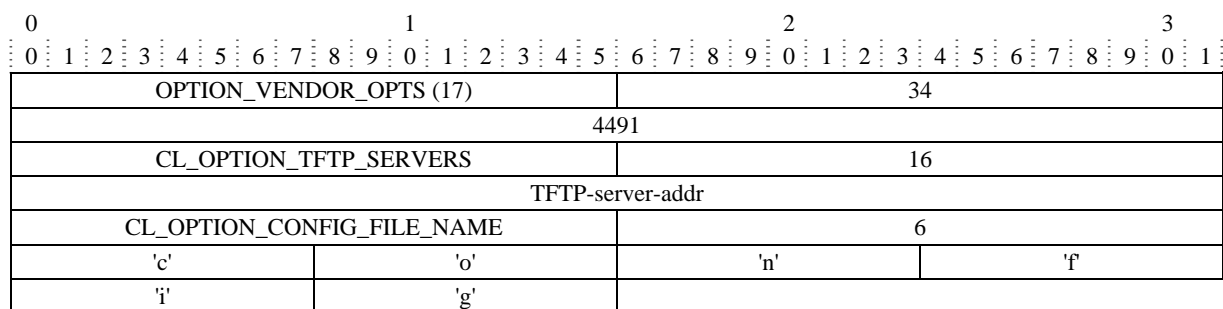 0 1 2 3
0 1 2 3 4 5 6 7 8 9 0 1 2 3 4 5 6 7 8 9 0 1 2 3 4 5 6 7 8 9 0 1
OPTION_VENDOR_OPTS (17) 34
4491
CL_OPTION_TFTP_SERVERS 16
TFTP-server-addr
CL_OPTION_CONFIG_FILE_NAME 6
'c' 'o' 'n' 'f'
'i' 'g'